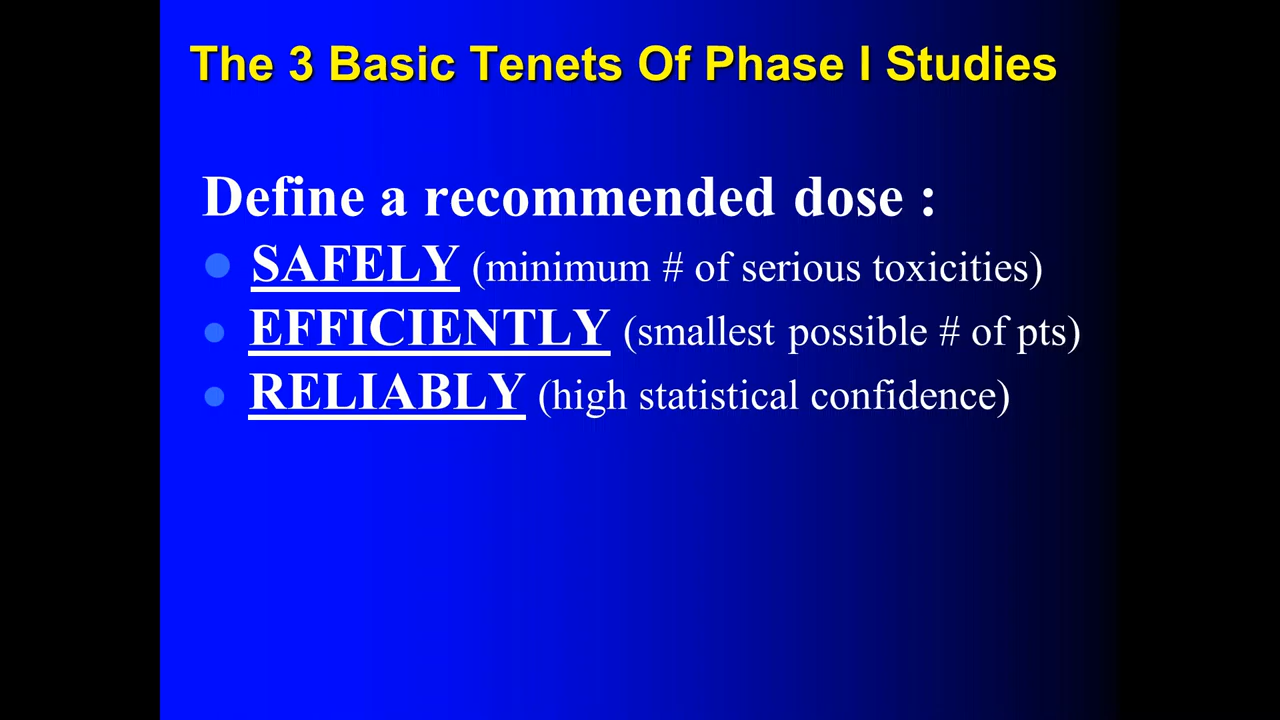 The 3 Basic Tenets Of Phase I Studies
Define a recommended dose :
SAFELY (minimum # of serious toxicities)
EFFICIENTLY (smallest possible # of pts)
RELIABLY (high statistical confidence)